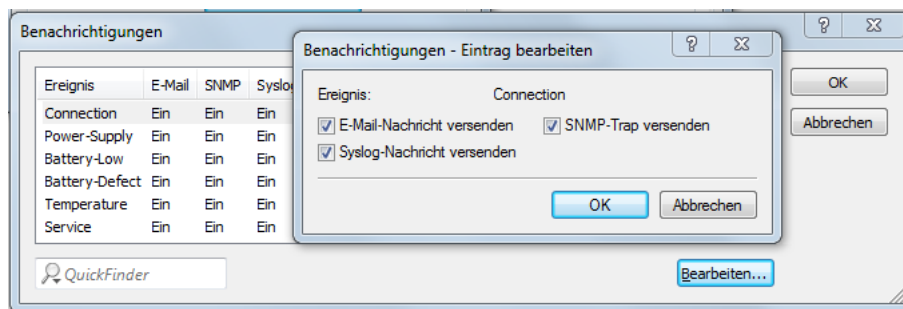 Benachrichtigungen
Ereignis E-Mail SNMP Syslog
Connection Ein Ein Ein
Power-Supply Ein Ein Ein
Battery-Low Ein Ein Ein
Battery-Defect Ein Ein Ein
Temperature Ein Ein Ein
Service Ein Ein Ein
QuickFinder
Bearbeiten...
OK
Abbrechen
Benachrichtigungen - Eintrag bearbeiten
Ereignis: Connection
E-Mail-Nachricht versenden SNMP-Trap versenden
Syslog-Nachricht versenden
OK Abbrechen